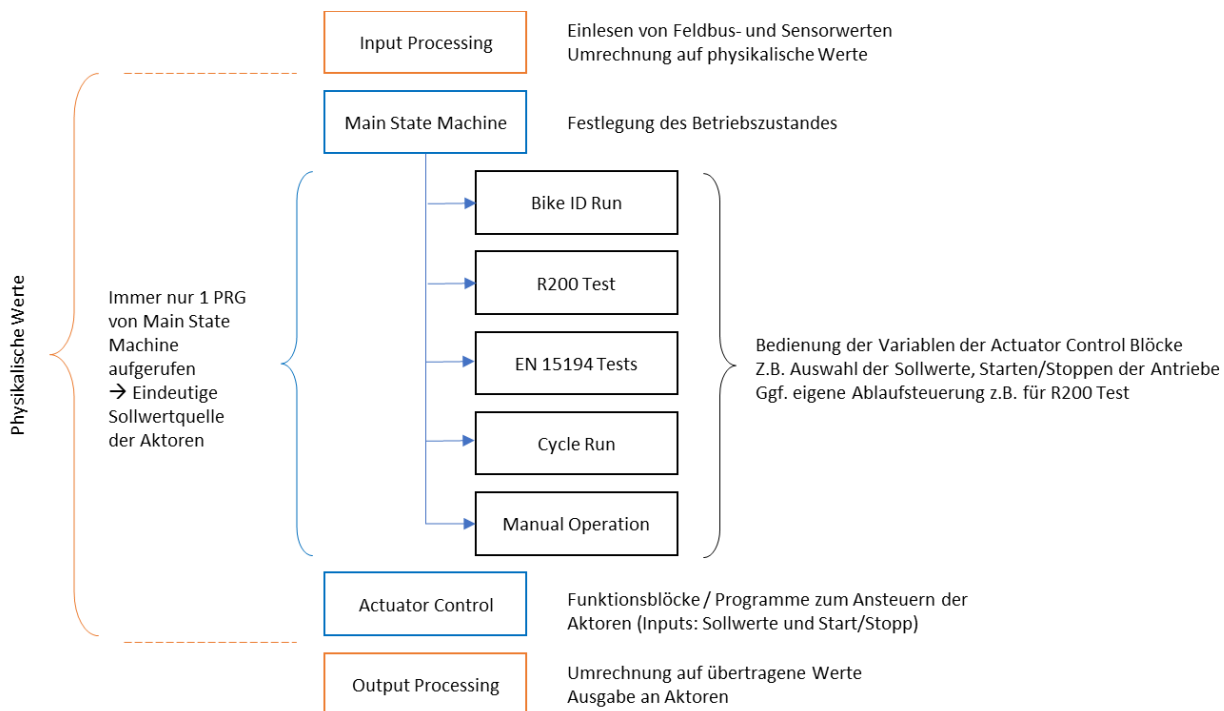 Input Processing
Einlesen von Feldbus- und Sensorwerten
Umrechnung auf physikalische Werte
Main State Machine
Festlegung des Betriebszustandes
Physikalische Werte
Immer nur 1 PRG
von Main State
Machine
aufgerufen
→ Eindeutige
Sollwertquelle
der Aktoren
Bike ID Run
R200 Test
EN 15194 Tests
Cycle Run
Manual Operation
Bedienung der Variablen der Actuator Control Blöcke
Z.B. Auswahl der Sollwerte, Starten/Stoppen der Antriebe
Ggf. eigene Ablaufsteuerung z.B. für R200 Test
Actuator Control
Funktionsblöcke / Programme zum Ansteuern der
Aktoren (Inputs: Sollwerte und Start/Stopp)
Output Processing
Umrechnung auf übertragene Werte
Ausgabe an Aktoren